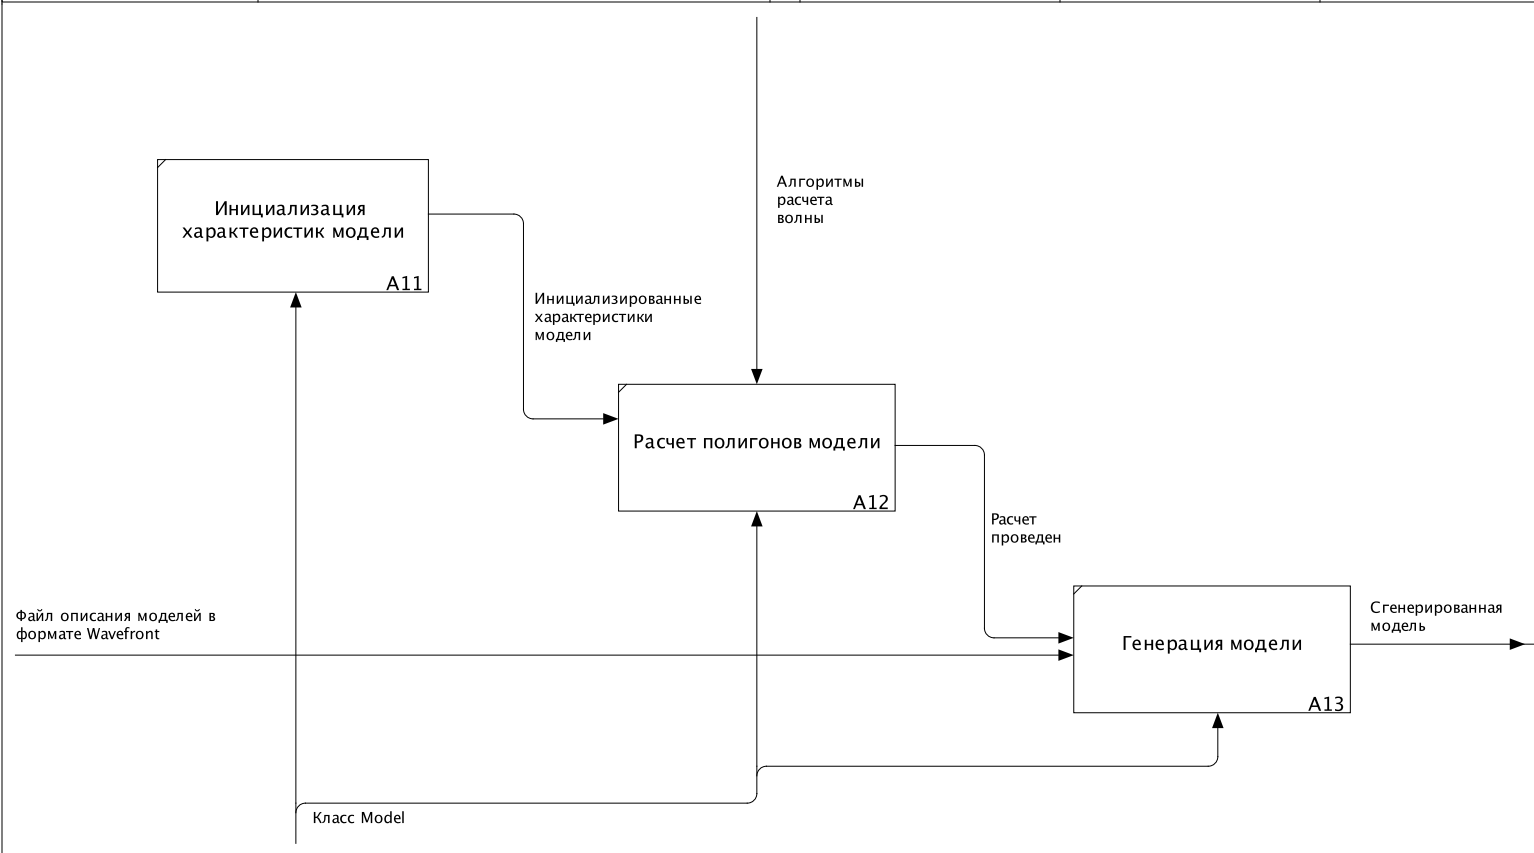 Инициализация
характеристик модели
A11
Алгоритмы
расчета
волны
Инициализированные
характеристики
модели
Расчет полигонов модели
A12
Расчет
проведен
Файл описания моделей в
формате Wavefront
Генерация модели
A13
Сгенерированная
модель
Класс Model